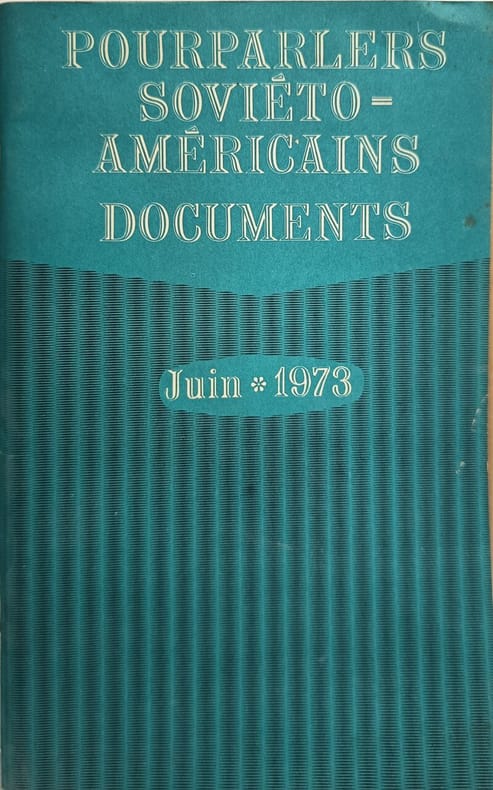 POURPARLERS
SOVIÉTO-
AMÉRICAINS
DOCUMENTS
Juin * 1973